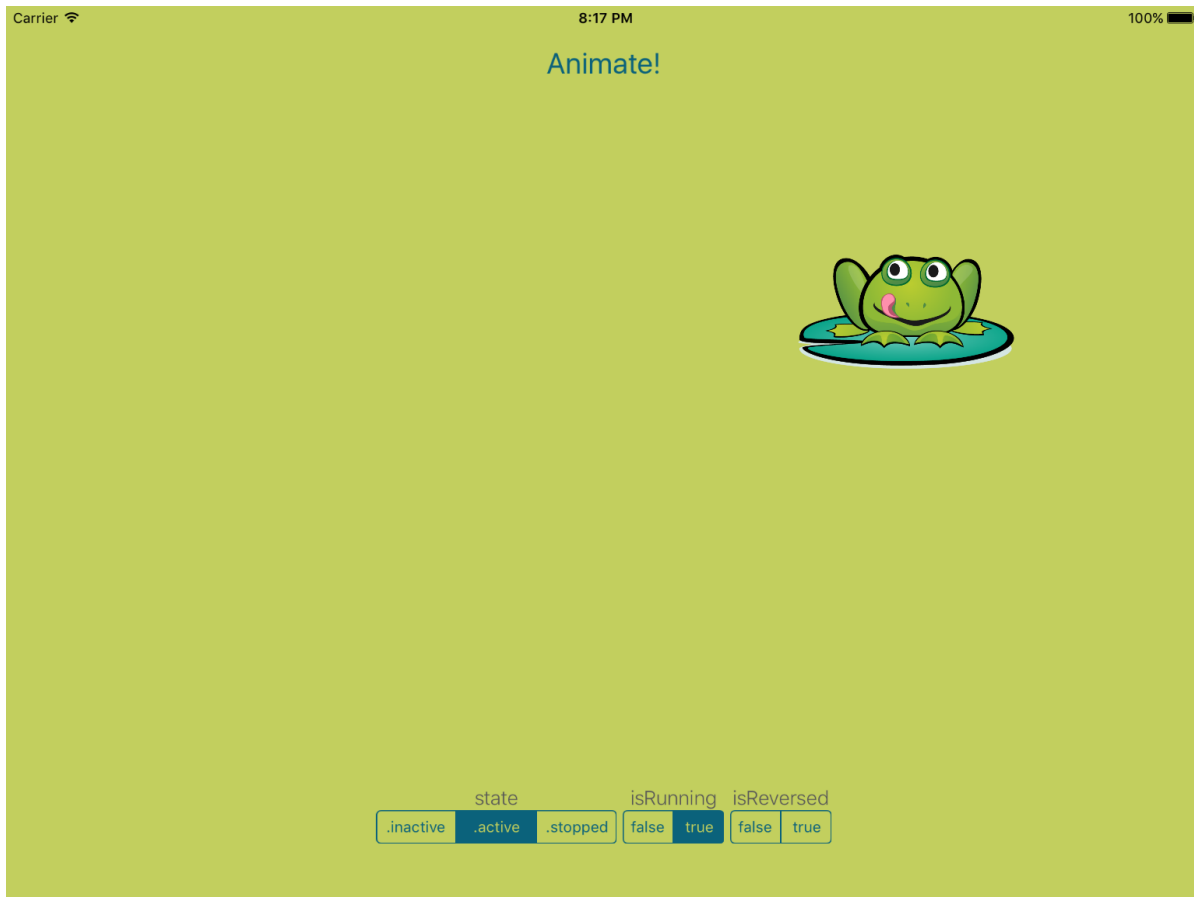 Carrier 8:17 PM 100%
Animate!
state isRunning isReversed
.inactive .active .stopped false true false true